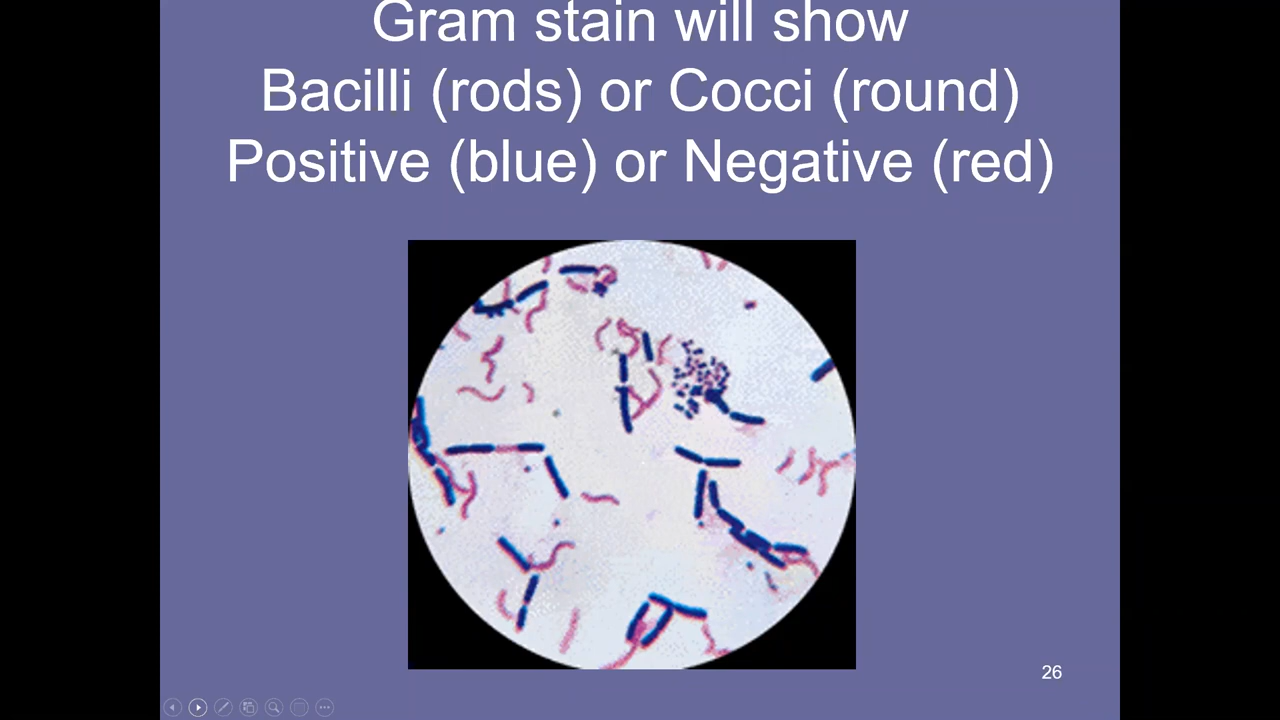 Gram stain will show
Bacilli (rods) or Cocci (round)
Positive (blue) or Negative (red)
26